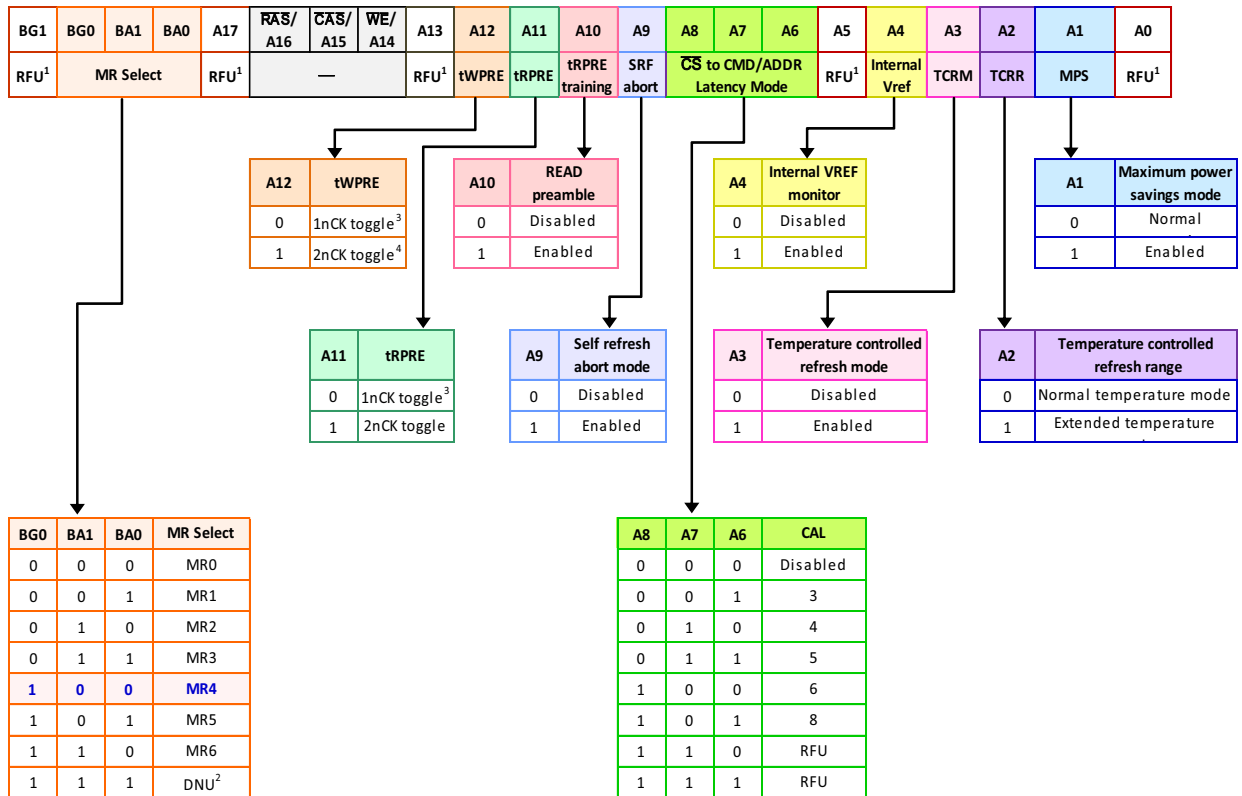 BG1 BG0 BA1 BA0 A17 R̅A̅S̅/ A16 C̅A̅S̅/ A15 W̅E̅/ A14 A13 A12 A11 A10 A9 A8 A7 A6 A5 A4 A3 A2 A1 A0
RFU¹ MR Select RFU¹ — RFU¹ tWPRE tRPRE tRPRE training SRF abort C̅S̅ to CMD/ADDR Latency Mode RFU¹ Internal Vref TCRM TCRR MPS RFU¹
A12 tWPRE
0 1nCK toggle³
1 2nCK toggle⁴
A10 READ preamble
0 Disabled
1 Enabled
A4 Internal VREF monitor
0 Disabled
1 Enabled
A1 Maximum power savings mode
0 Normal
1 Enabled
A11 tRPRE
0 1nCK toggle³
1 2nCK toggle
A9 Self refresh abort mode
0 Disabled
1 Enabled
A3 Temperature controlled refresh mode
0 Disabled
1 Enabled
A2 Temperature controlled refresh range
0 Normal temperature mode
1 Extended temperature
BG0 BA1 BA0 MR Select
0 0 0 MR0
0 0 1 MR1
0 1 0 MR2
0 1 1 MR3
1 0 0 MR4
1 0 1 MR5
1 1 0 MR6
1 1 1 DNU²
A8 A7 A6 CAL
0 0 0 Disabled
0 0 1 3
0 1 0 4
0 1 1 5
1 0 0 6
1 0 1 8
1 1 0 RFU
1 1 1 RFU